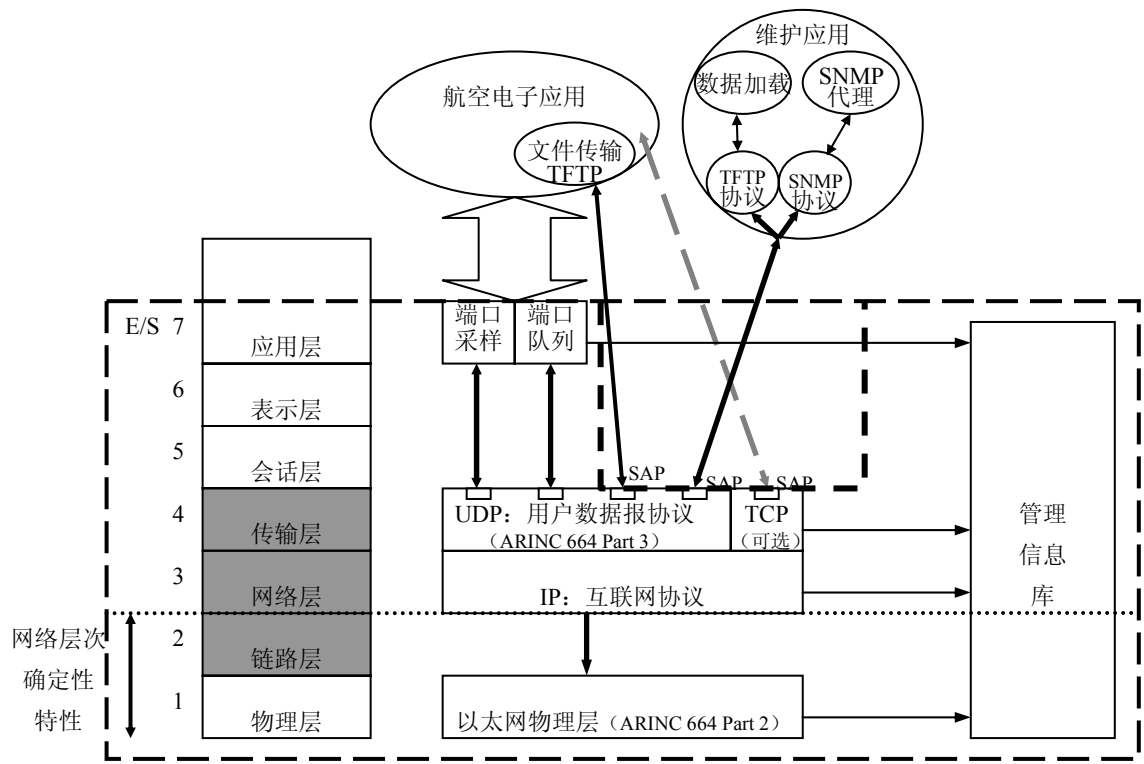 维护应用
数据加载
SNMP
代理
航空电子应用
文件传输
TFTP
TFTP
协议
SNMP
协议
E/S 7
应用层
端口
采样
端口
队列
6
表示层
5
会话层
SAP
SAP
SAP
4
传输层
UDP：用户数据报协议
（ARINC 664 Part 3）
TCP
（可选）
3
网络层
IP：互联网协议
管理
信息
库
网络层次
确定性
特性
2
链路层
1
物理层
以太网物理层（ARINC 664 Part 2）